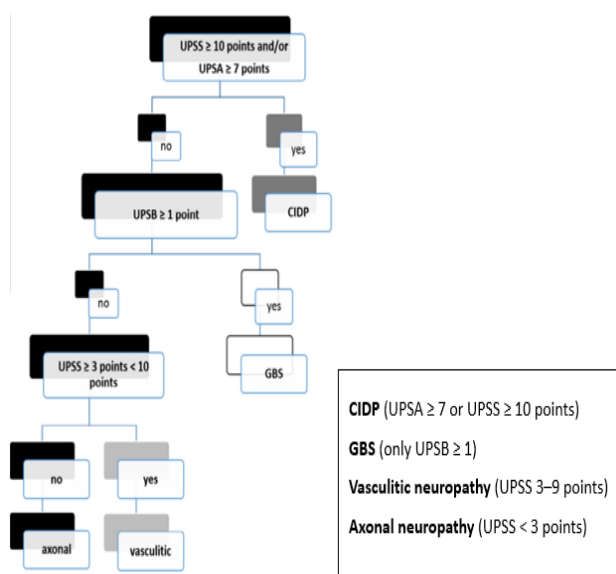 UPSS ≥ 10 points and/or
UPSA ≥ 7 points
no
yes
UPSB ≥ 1 point
CIDP
no
yes
UPSS ≥ 3 points < 10
points
GBS
no
yes
axonal
vasculitic
CIDP (UPSA ≥ 7 or UPSS ≥ 10 points)
GBS (only UPSB ≥ 1)
Vasculitic neuropathy (UPSS 3–9 points)
Axonal neuropathy (UPSS < 3 points)